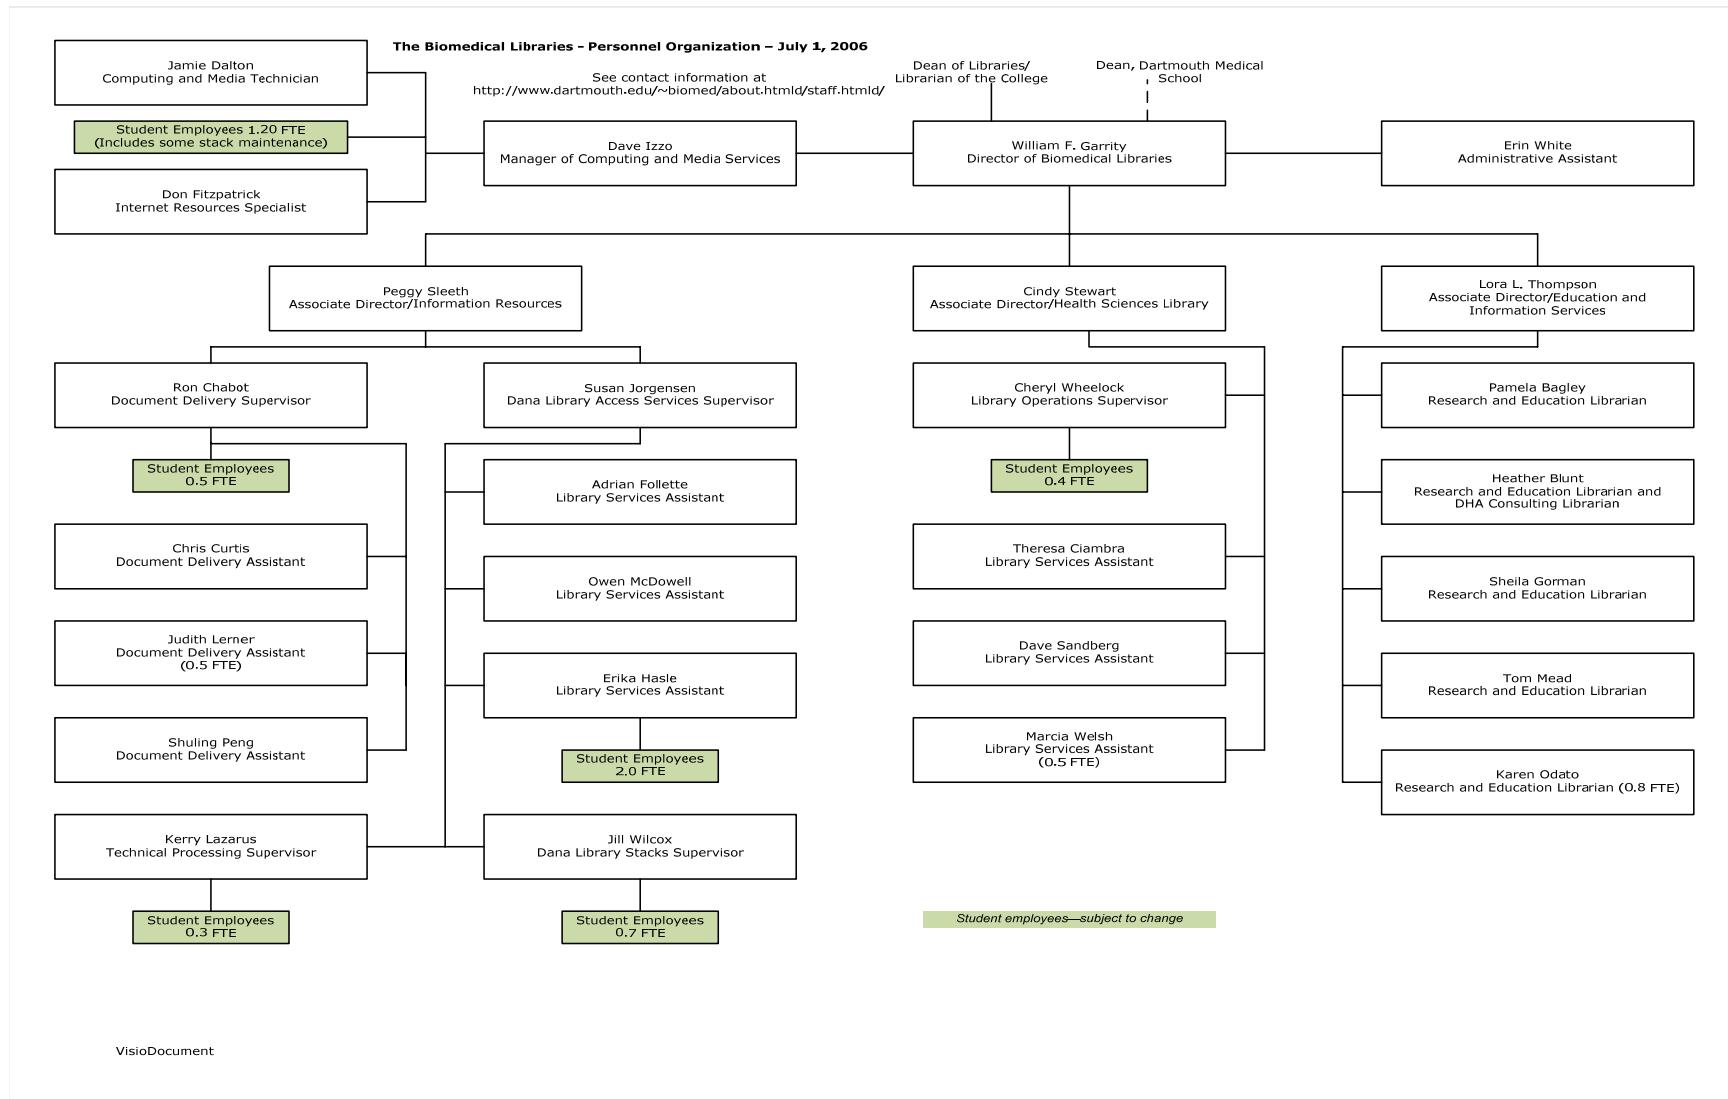 The Biomedical Libraries - Personnel Organization – July 1, 2006
See contact information at
http://www.dartmouth.edu/~biomed/about.htmld/staff.htmld/
Dean of Libraries/
Librarian of the College
Dean, Dartmouth Medical
School
Jamie Dalton
Computing and Media Technician
Student Employees 1.20 FTE
(Includes some stack maintenance)
Don Fitzpatrick
Internet Resources Specialist
Dave Izzo
Manager of Computing and Media Services
William F. Garrity
Director of Biomedical Libraries
Erin White
Administrative Assistant
Peggy Sleeth
Associate Director/Information Resources
Cindy Stewart
Associate Director/Health Sciences Library
Lora L. Thompson
Associate Director/Education and
Information Services
Ron Chabot
Document Delivery Supervisor
Student Employees
0.5 FTE
Chris Curtis
Document Delivery Assistant
Judith Lerner
Document Delivery Assistant
(0.5 FTE)
Shuling Peng
Document Delivery Assistant
Kerry Lazarus
Technical Processing Supervisor
Student Employees
0.3 FTE
Susan Jorgensen
Dana Library Access Services Supervisor
Adrian Follette
Library Services Assistant
Owen McDowell
Library Services Assistant
Erika Hasle
Library Services Assistant
Student Employees
2.0 FTE
Jill Wilcox
Dana Library Stacks Supervisor
Student Employees
0.7 FTE
Cheryl Wheelock
Library Operations Supervisor
Student Employees
0.4 FTE
Theresa Ciambra
Library Services Assistant
Dave Sandberg
Library Services Assistant
Marcia Welsh
Library Services Assistant
(0.5 FTE)
Pamela Bagley
Research and Education Librarian
Heather Blunt
Research and Education Librarian and
DHA Consulting Librarian
Sheila Gorman
Research and Education Librarian
Tom Mead
Research and Education Librarian
Karen Odato
Research and Education Librarian (0.8 FTE)
Student employees—subject to change
VisioDocument